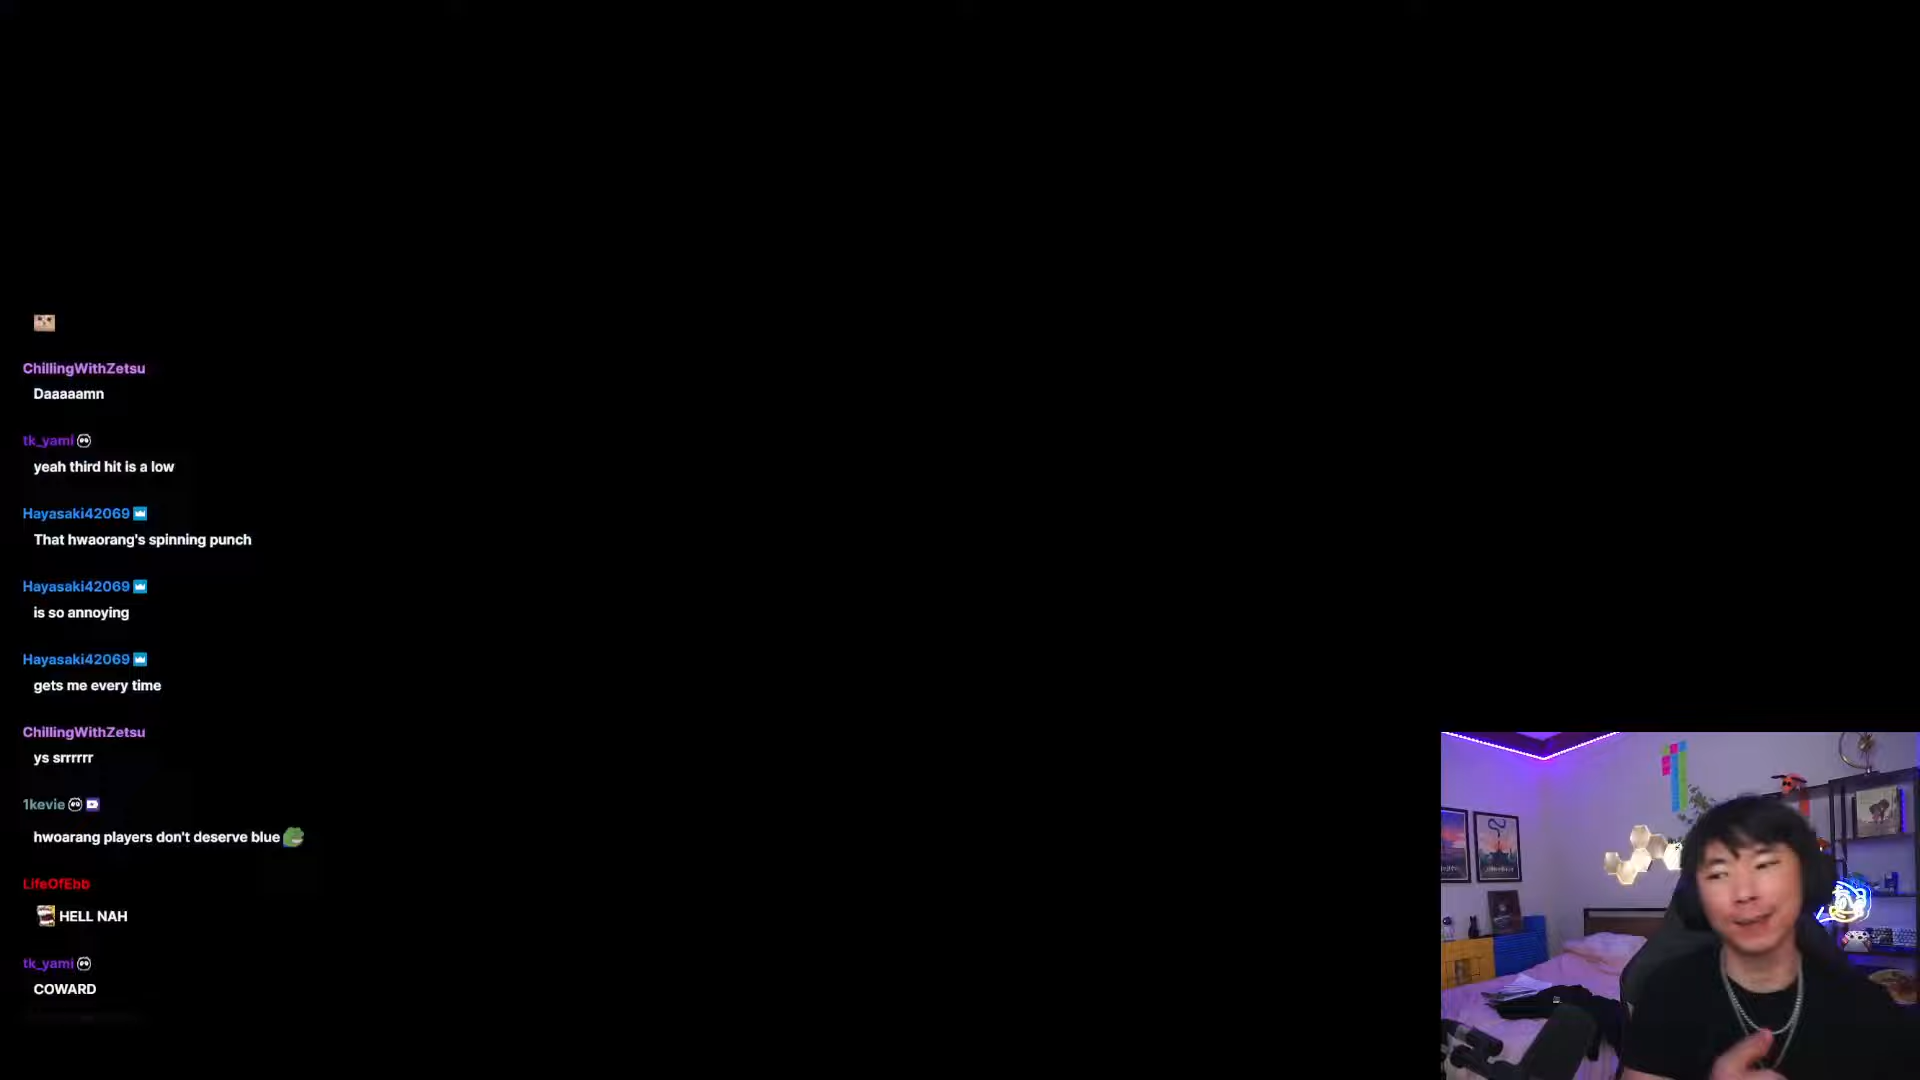 ChillingWithZetsu
Daaaaamn
tk_yami
yeah third hit is a low
Hayasaki42069
That hwaorang's spinning punch
Hayasaki42069
is so annoying
Hayasaki42069
gets me every time
ChillingWithZetsu
ys srrrrrr
1kevie
hwoarang players don't deserve blue
LifeOfEbb
HELL NAH
tk_yami
COWARD